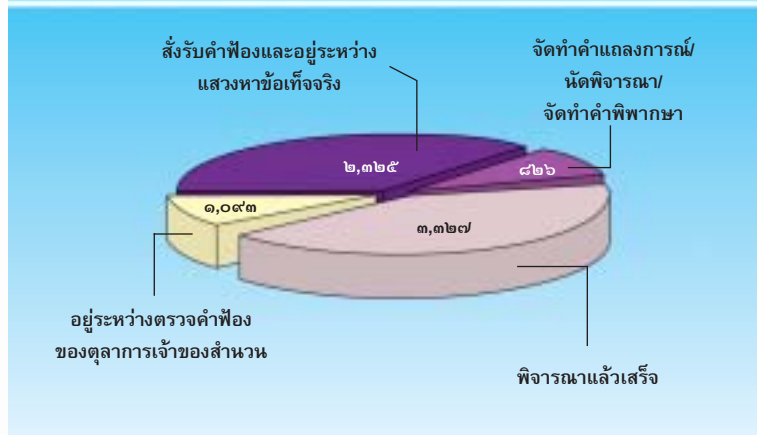 สั่งรับคำฟ้องและอยู่ระหว่าง
แสวงหาข้อเท็จจริง
จัดทำคำแถลงการณ์/
นัดพิจารณา/
จัดทำคำพิพากษา
๒,๓๒๕
๘๒๖
๑,๐๙๓
๓,๓๒๗
อยู่ระหว่างตรวจคำฟ้อง
ของตุลาการเจ้าของสำนวน
พิจารณาแล้วเสร็จ